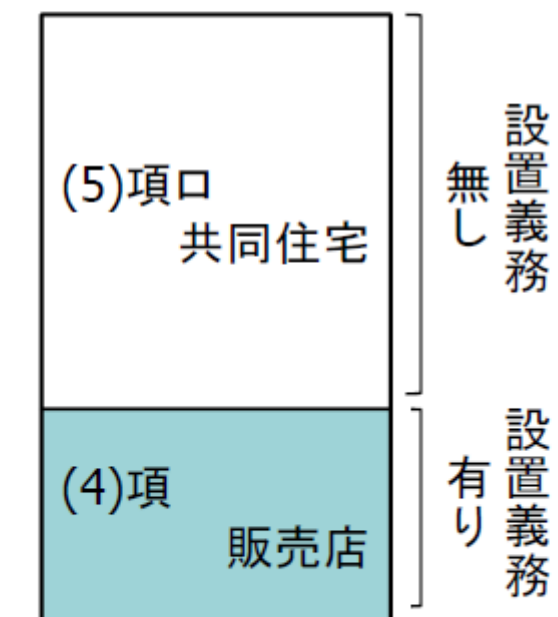 (5)項ロ
共同住宅
設置義務
無し
(4)項
販売店
設置義務
有り